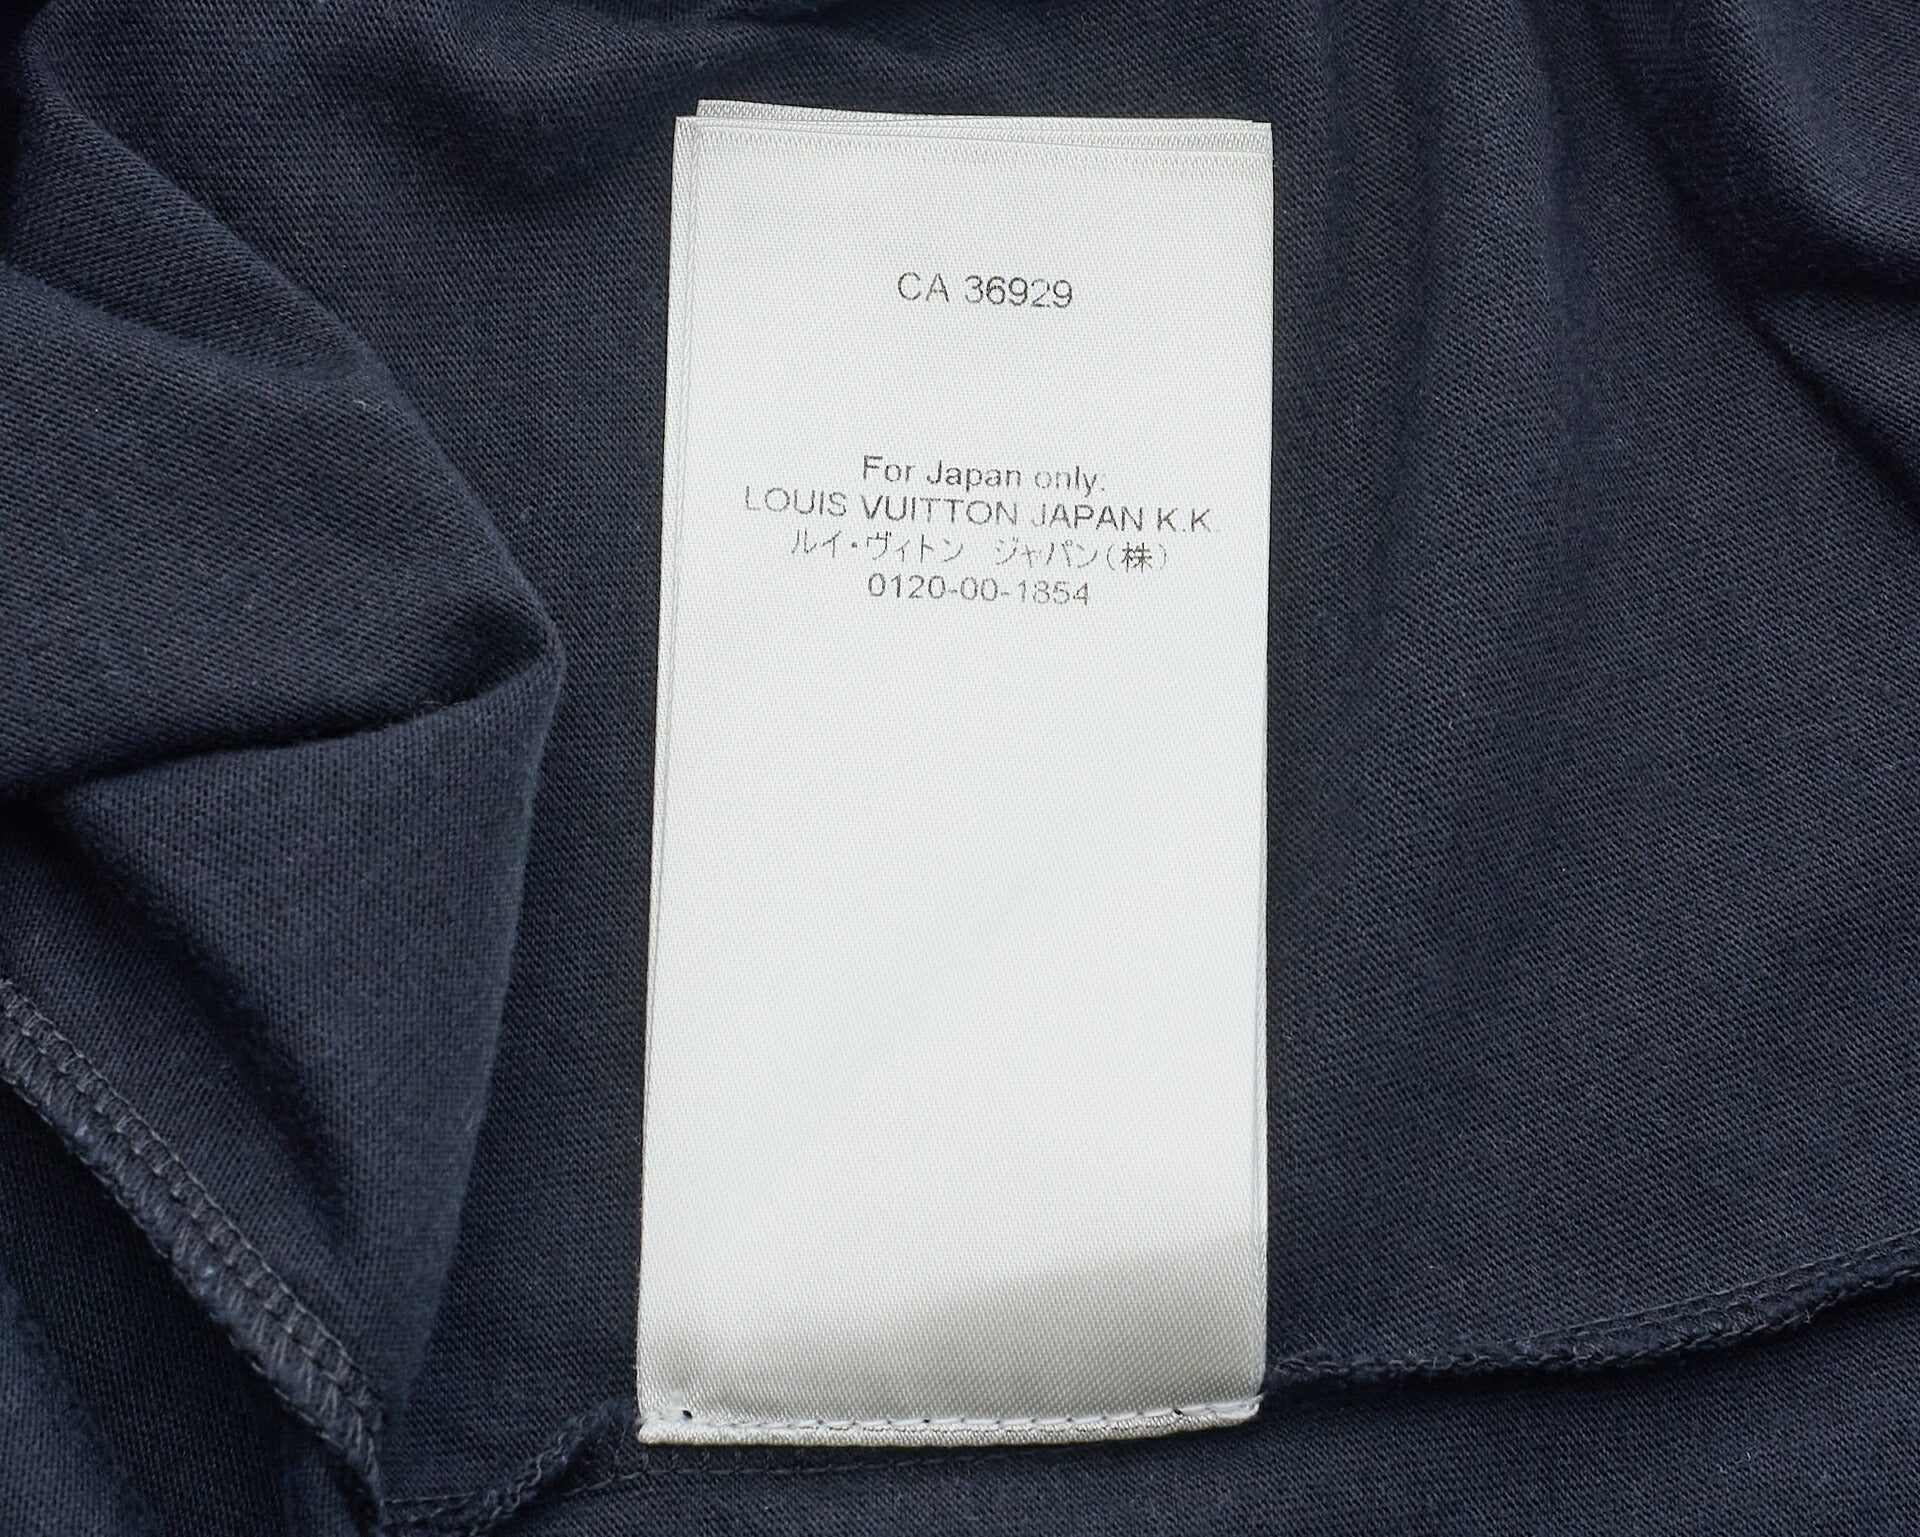 CA 36929
For Japan only:
LOUIS VUITTON JAPAN K.K.
ルイ・ヴィトン　ジャパン（株）
0120-00-1854